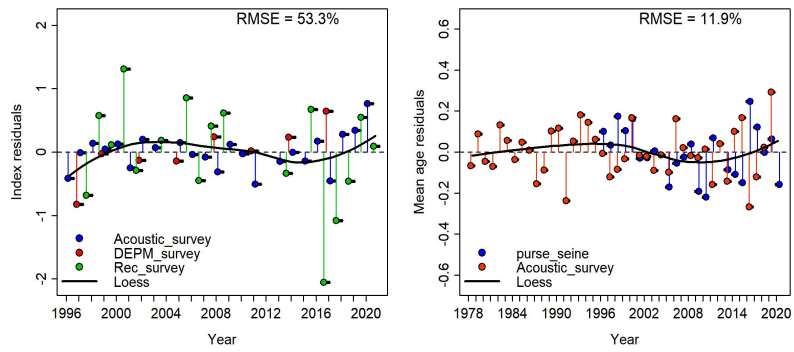 RMSE = 53.3%
Index residuals
2
1
0
-1
-2
Acoustic_survey
DEPM_survey
Rec_survey
Loess
1996 2000 2004 2008 2012 2016 2020
Year
RMSE = 11.9%
Mean age residuals
0.6
0.4
0.2
0.0
-0.2
-0.6
purse_seine
Acoustic_survey
Loess
1978 1984 1990 1996 2002 2008 2014 2020
Year